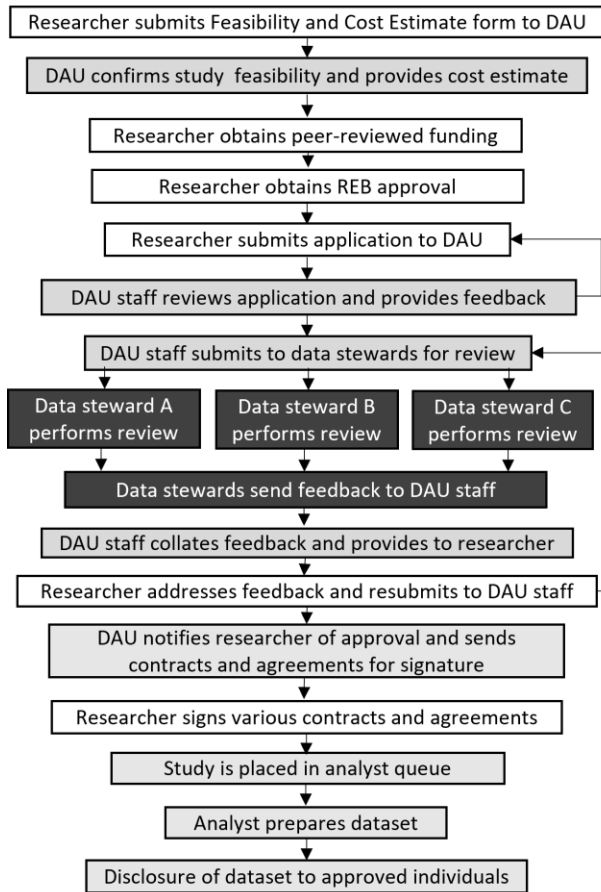 Researcher submits Feasibility and Cost Estimate form to DAU
DAU confirms study feasibility and provides cost estimate
Researcher obtains peer-reviewed funding
Researcher obtains REB approval
Researcher submits application to DAU
DAU staff reviews application and provides feedback
DAU staff submits to data stewards for review
Data steward A
performs review
Data steward B
performs review
Data steward C
performs review
Data stewards send feedback to DAU staff
DAU staff collates feedback and provides to researcher
Researcher addresses feedback and resubmits to DAU staff
DAU notifies researcher of approval and sends
contracts and agreements for signature
Researcher signs various contracts and agreements
Study is placed in analyst queue
Analyst prepares dataset
Disclosure of dataset to approved individuals